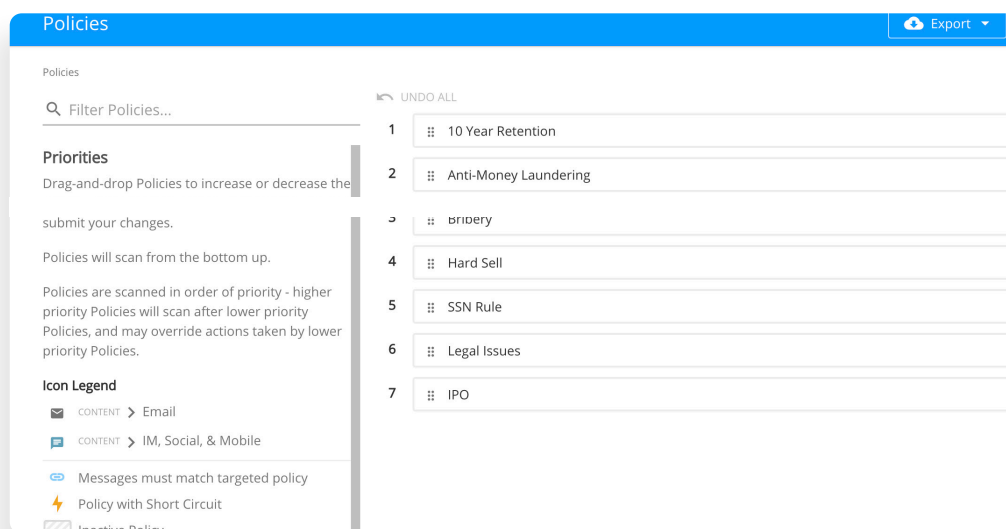 Policies
Export
Policies
Filter Policies...
UNDO ALL
Priorities
Drag-and-drop Policies to increase or decrease the
submit your changes.
Policies will scan from the bottom up.
Policies are scanned in order of priority - higher
priority Policies will scan after lower priority
Policies, and may override actions taken by lower
priority Policies.
Icon Legend
CONTENT > Email
CONTENT > IM, Social, & Mobile
Messages must match targeted policy
Policy with Short Circuit
Inactive Policy
1 10 Year Retention
2 Anti-Money Laundering
3 Bribery
4 Hard Sell
5 SSN Rule
6 Legal Issues
7 IPO